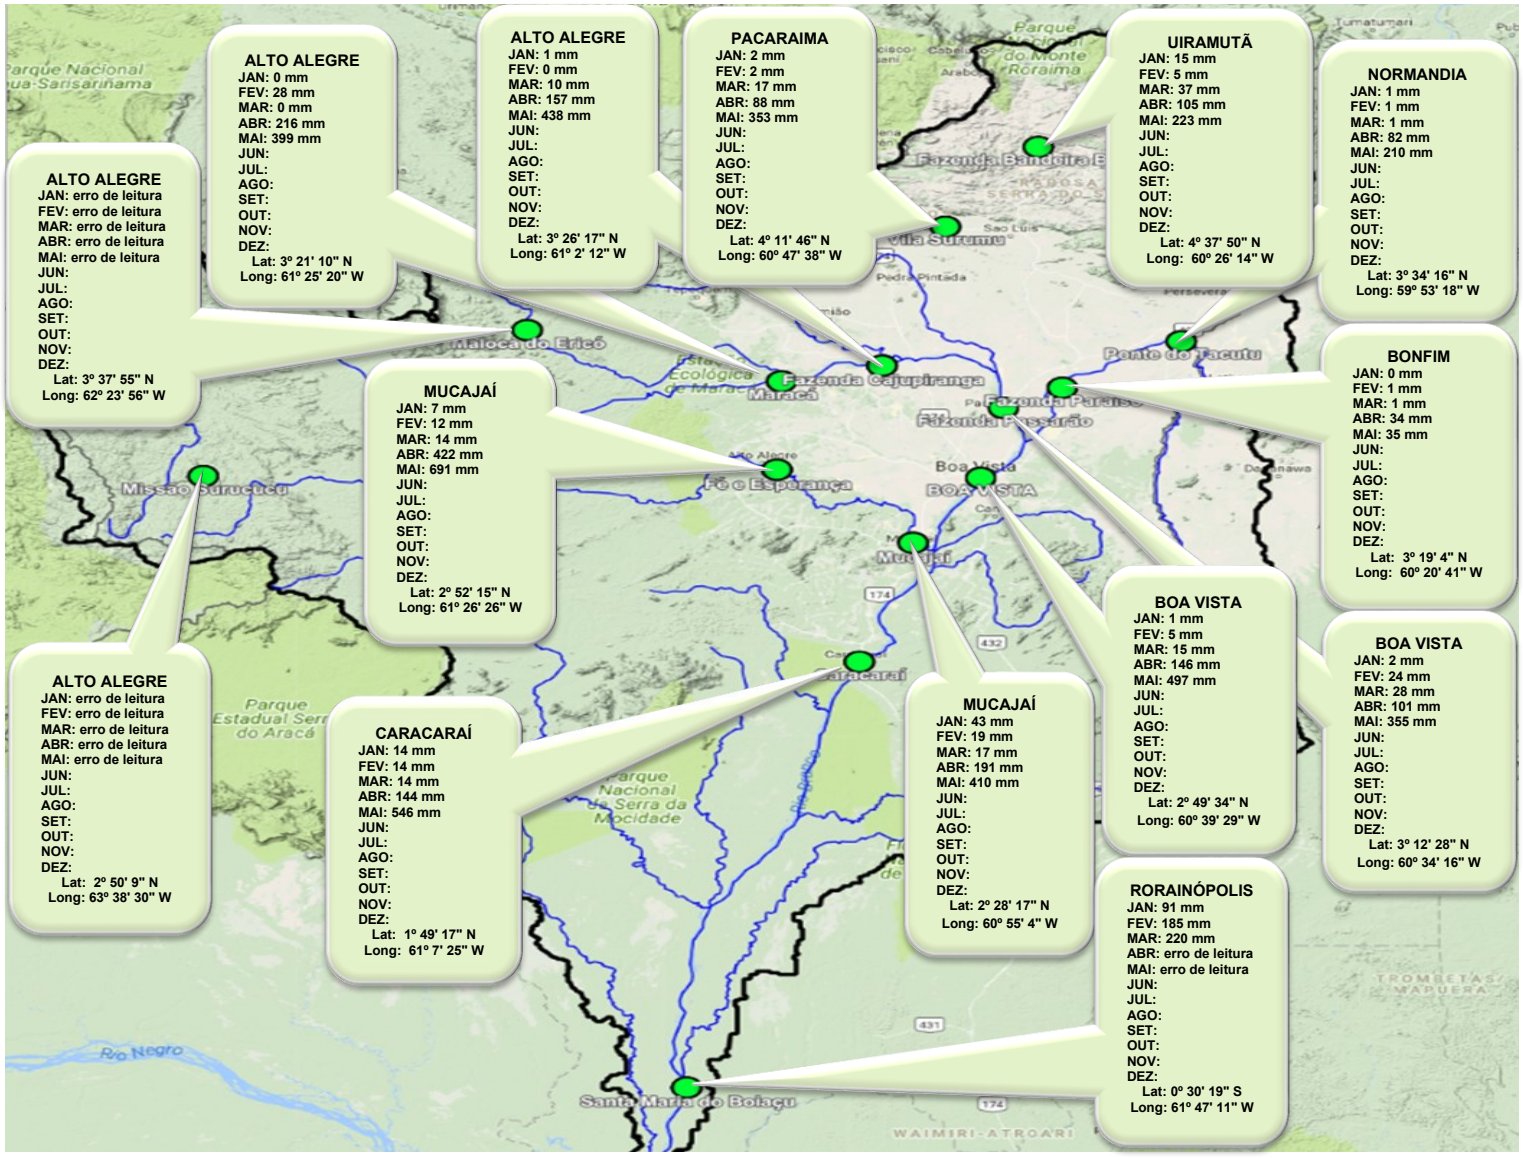 ALTO ALEGRE
JAN: erro de leitura
FEV: erro de leitura
MAR: erro de leitura
ABR: erro de leitura
MAI: erro de leitura
JUN:
JUL:
AGO:
SET:
OUT:
NOV:
DEZ:
Lat: 3º 37' 55" N
Long: 62º 23' 56" W
ALTO ALEGRE
JAN: 0 mm
FEV: 28 mm
MAR: 0 mm
ABR: 216 mm
MAI: 399 mm
JUN:
JUL:
AGO:
SET:
OUT:
NOV:
DEZ:
Lat: 3º 21' 10" N
Long: 61º 25' 20" W
ALTO ALEGRE
JAN: 1 mm
FEV: 0 mm
MAR: 10 mm
ABR: 157 mm
MAI: 438 mm
JUN:
JUL:
AGO:
SET:
OUT:
NOV:
DEZ:
Lat: 3º 26' 17" N
Long: 61º 2' 12" W
PACARAIMA
JAN: 2 mm
FEV: 2 mm
MAR: 17 mm
ABR: 88 mm
MAI: 353 mm
JUN:
JUL:
AGO:
SET:
OUT:
NOV:
DEZ:
Lat: 4º 11' 46" N
Long: 60º 47' 38" W
UIRAMUTÃ
JAN: 15 mm
FEV: 5 mm
MAR: 37 mm
ABR: 105 mm
MAI: 223 mm
JUN:
JUL:
AGO:
SET:
OUT:
NOV:
DEZ:
Lat: 4º 37' 50" N
Long: 60º 26' 14" W
NORMANDIA
JAN: 1 mm
FEV: 1 mm
MAR: 1 mm
ABR: 82 mm
MAI: 210 mm
JUN:
JUL:
AGO:
SET:
OUT:
NOV:
DEZ:
Lat: 3º 34' 16" N
Long: 59º 53' 18" W
MUCAJAÍ
JAN: 7 mm
FEV: 12 mm
MAR: 14 mm
ABR: 422 mm
MAI: 691 mm
JUN:
JUL:
AGO:
SET:
OUT:
NOV:
DEZ:
Lat: 2º 52' 15" N
Long: 61º 26' 26" W
BONFIM
JAN: 0 mm
FEV: 1 mm
MAR: 1 mm
ABR: 34 mm
MAI: 35 mm
JUN:
JUL:
AGO:
SET:
OUT:
NOV:
DEZ:
Lat: 3º 19' 4" N
Long: 60º 20' 41" W
ALTO ALEGRE
JAN: erro de leitura
FEV: erro de leitura
MAR: erro de leitura
ABR: erro de leitura
MAI: erro de leitura
JUN:
JUL:
AGO:
SET:
OUT:
NOV:
DEZ:
Lat: 2º 50' 9" N
Long: 63º 38' 30" W
CARACARAÍ
JAN: 14 mm
FEV: 14 mm
MAR: 14 mm
ABR: 144 mm
MAI: 546 mm
JUN:
JUL:
AGO:
SET:
OUT:
NOV:
DEZ:
Lat: 1º 49' 17" N
Long: 61º 7' 25" W
MUCAJAÍ
JAN: 43 mm
FEV: 19 mm
MAR: 17 mm
ABR: 191 mm
MAI: 410 mm
JUN:
JUL:
AGO:
SET:
OUT:
NOV:
DEZ:
Lat: 2º 28' 17" N
Long: 60º 55' 4" W
BOA VISTA
JAN: 1 mm
FEV: 5 mm
MAR: 15 mm
ABR: 146 mm
MAI: 497 mm
JUN:
JUL:
AGO:
SET:
OUT:
NOV:
DEZ:
Lat: 2º 49' 34" N
Long: 60º 39' 29" W
BOA VISTA
JAN: 2 mm
FEV: 24 mm
MAR: 28 mm
ABR: 101 mm
MAI: 355 mm
JUN:
JUL:
AGO:
SET:
OUT:
NOV:
DEZ:
Lat: 3º 12' 28" N
Long: 60º 34' 16" W
RORAINÓPOLIS
JAN: 91 mm
FEV: 185 mm
MAR: 220 mm
ABR: erro de leitura
MAI: erro de leitura
JUN:
JUL:
AGO:
SET:
OUT:
NOV:
DEZ:
Lat: 0º 30' 19" S
Long: 61º 47' 11" W
Parque Nacional
Parque
do Monte
Roraima
Tumatumari
Fazenda Bandeira B
RAPOSA
Vila Surumu
Sao Luis
Pedra Pintada
Maloca do Ericó
Ecológica
de Maracá
Maracá
Fazenda Cajupiranga
Ponte do Tacutu
Fazenda Paraíso
Fazenda Passarão
Alto Alegre
Fé e Esperança
Boa Vista
BOA VISTA
Missão Surucucu
Mucajaí
174
432
Caracaraí
Parque
Estadual Serra
do Aracá
Parque
Nacional
da Serra da
Mocidade
Rio Branco
Rio Negro
431
174
Santa Maria do Boiaçu
WAIMIRI-ATROARI
TROMBETAS/
MAPUERA